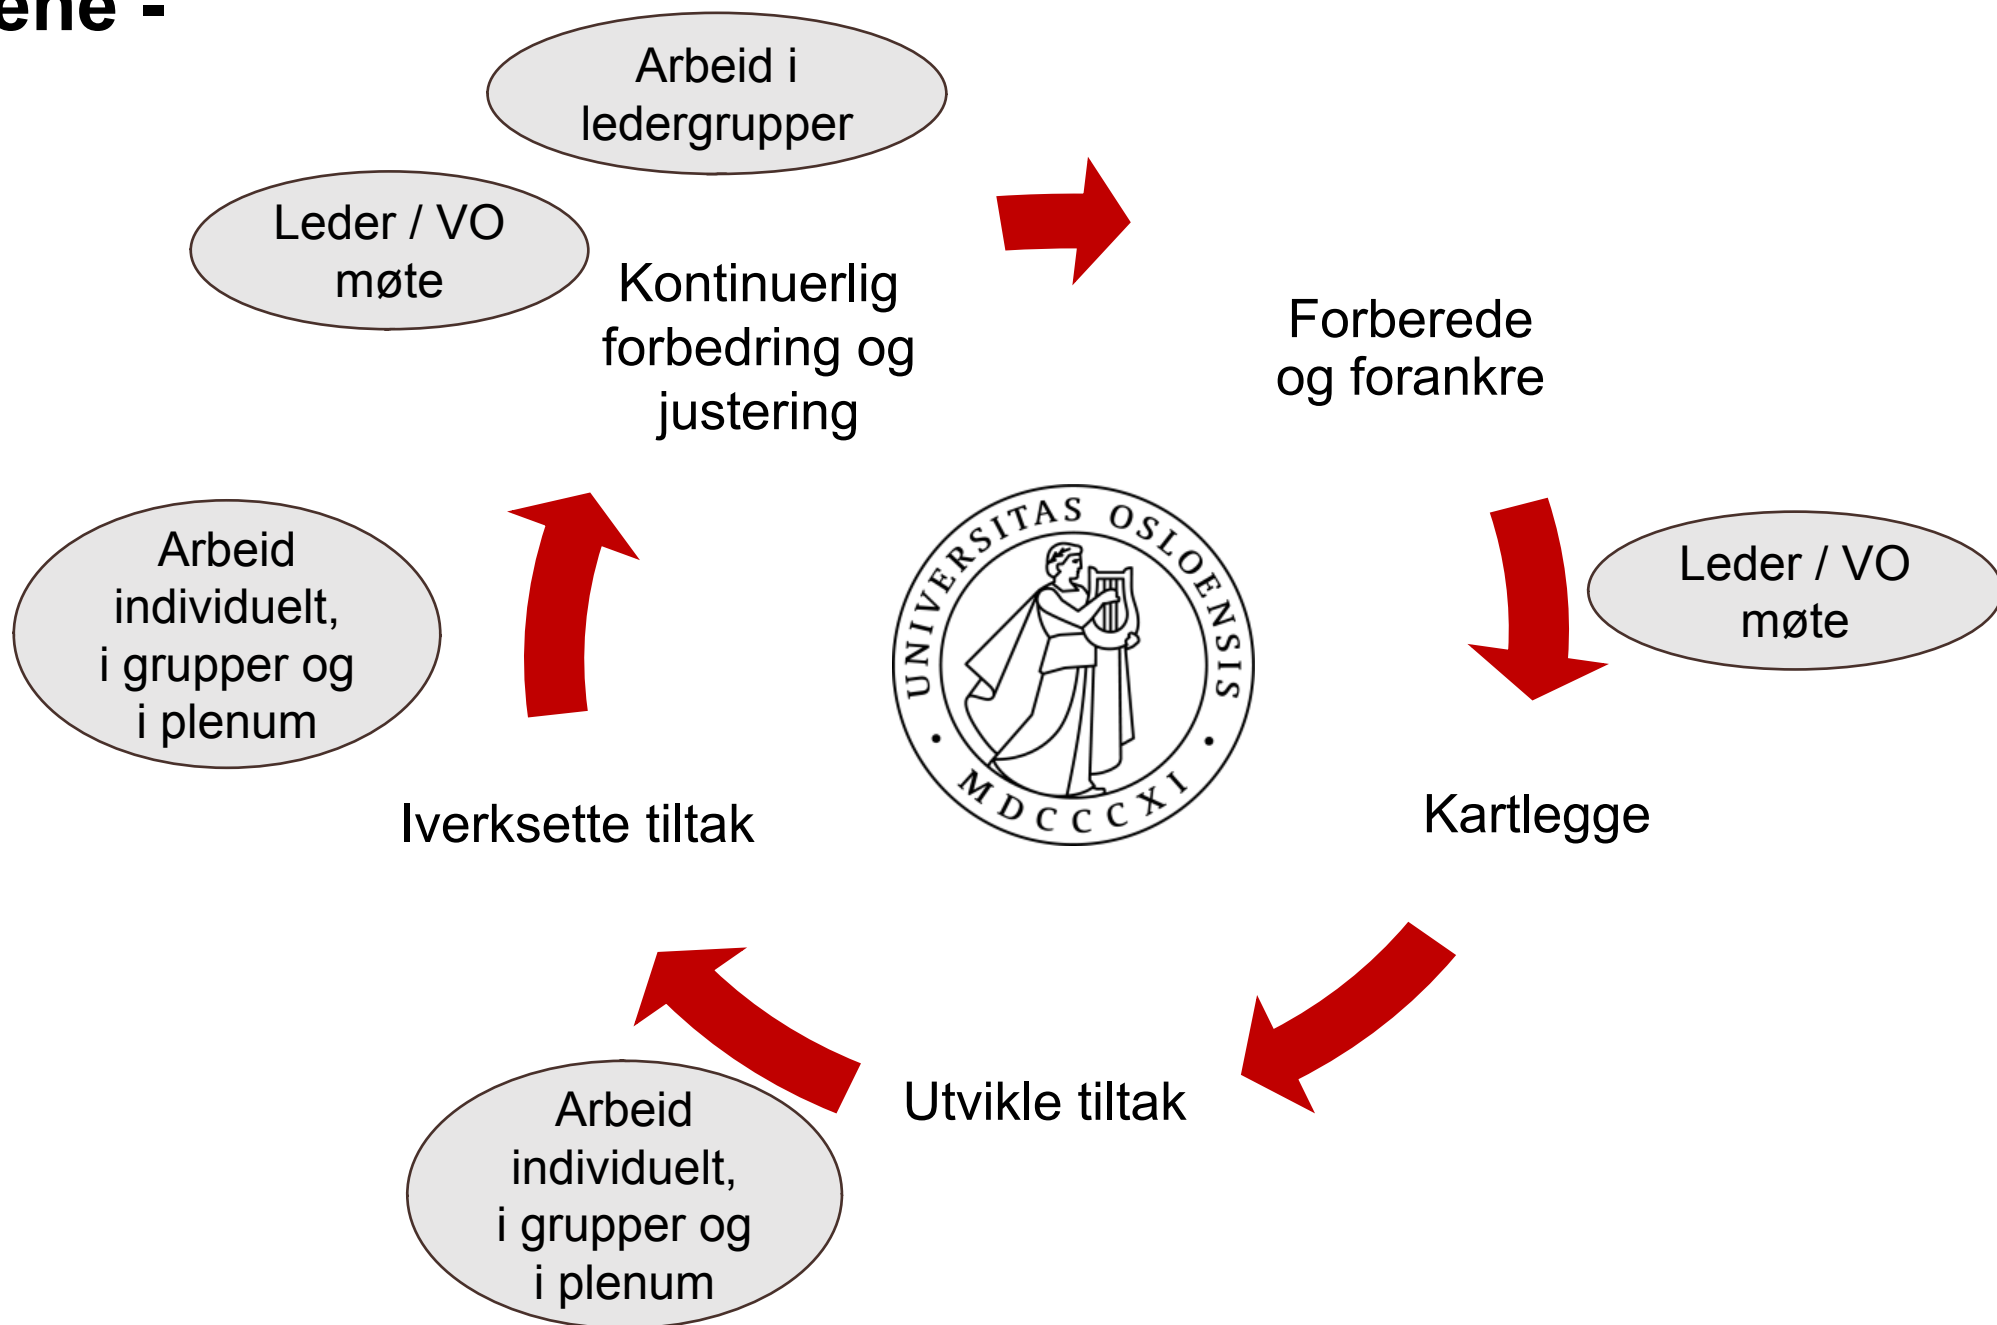 Arbeid i
ledergrupper
Leder / VO
møte
Kontinuerlig
forbedring og
justering
Forberede
og forankre
Leder / VO
møte
Arbeid
individuelt,
i grupper og
i plenum
UNIVERSITAS OSLOENSIS
MDCCCXI
Kartlegge
Iverksette tiltak
Utvikle tiltak
Arbeid
individuelt,
i grupper og
i plenum